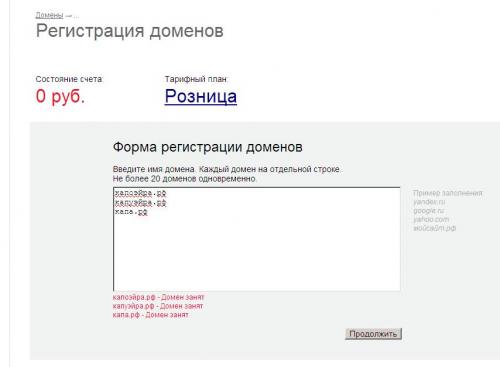 Домены — ...
Регистрация доменов
Состояние счета: Тарифный план:
0 руб. Розница
Форма регистрации доменов
Введите имя домена. Каждый домен на отдельной строке.
Не более 20 доменов одновременно.
капоэйра.рф
капуэйра.рф
капа.рф
Пример заполнения:
yandex.ru
google.ru
yahoo.com
мойсайт.рф
капоэйра.рф - Домен занят
капуэйра.рф - Домен занят
капа.рф - Домен занят
Продолжить